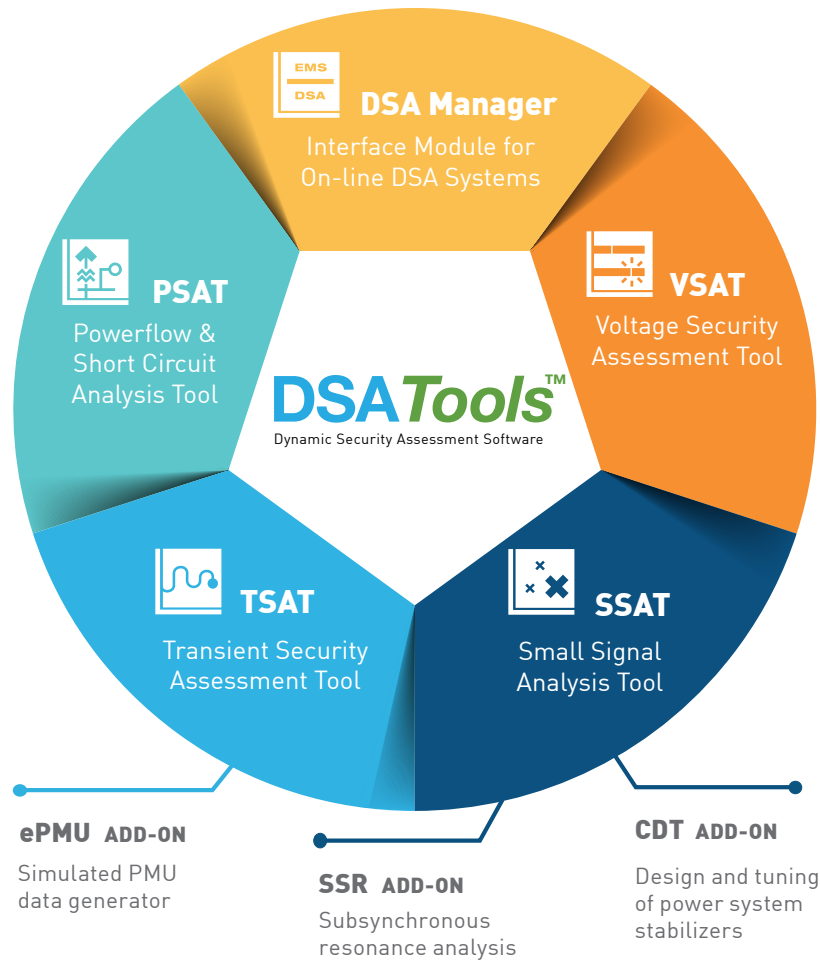 EMS
DSA
DSA Manager
Interface Module for
On-line DSA Systems
PSAT
Powerflow &
Short Circuit
Analysis Tool
VSAT
Voltage Security
Assessment Tool
DSATools™
Dynamic Security Assessment Software
TSAT
Transient Security
Assessment Tool
SSAT
Small Signal
Analysis Tool
ePMU ADD-ON
Simulated PMU
data generator
SSR ADD-ON
Subsynchronous
resonance analysis
CDT ADD-ON
Design and tuning
of power system
stabilizers